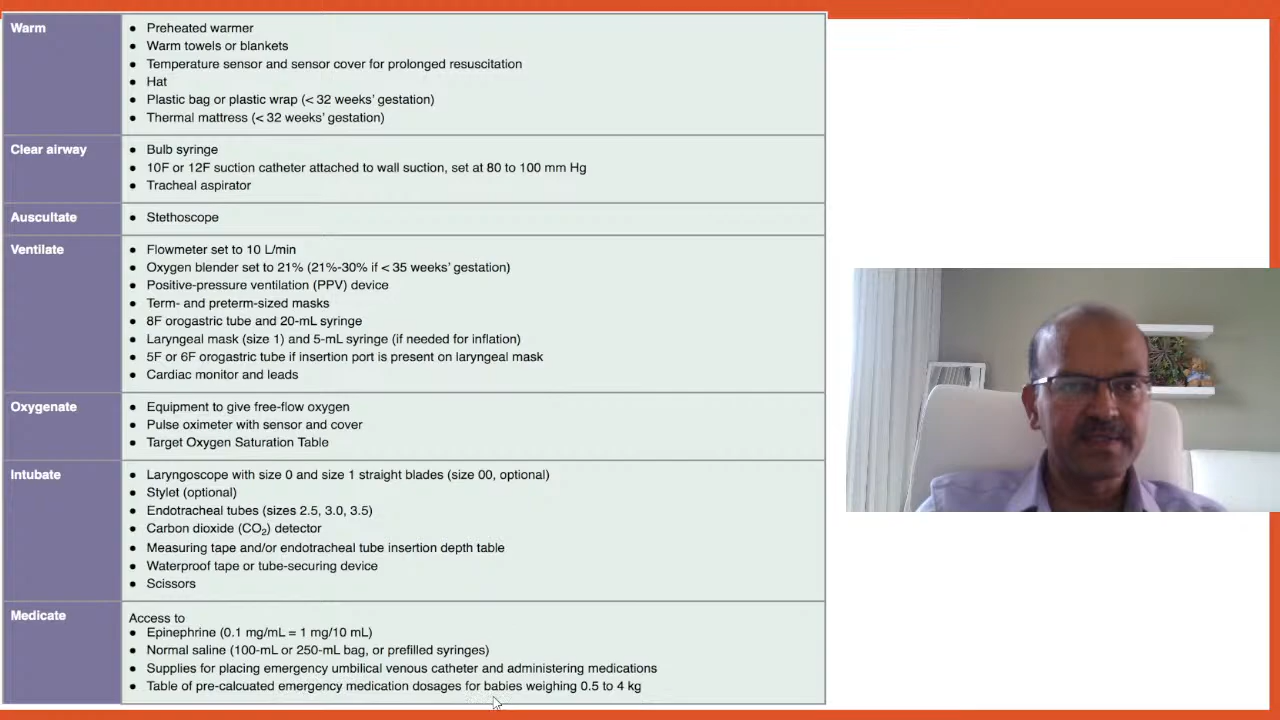 Warm
● Preheated warmer
● Warm towels or blankets
● Temperature sensor and sensor cover for prolonged resuscitation
● Hat
● Plastic bag or plastic wrap (< 32 weeks' gestation)
● Thermal mattress (< 32 weeks' gestation)
Clear airway
● Bulb syringe
● 10F or 12F suction catheter attached to wall suction, set at 80 to 100 mm Hg
● Tracheal aspirator
Auscultate
● Stethoscope
Ventilate
● Flowmeter set to 10 L/min
● Oxygen blender set to 21% (21%-30% if < 35 weeks' gestation)
● Positive-pressure ventilation (PPV) device
● Term- and preterm-sized masks
● 8F orogastric tube and 20-mL syringe
● Laryngeal mask (size 1) and 5-mL syringe (if needed for inflation)
● 5F or 6F orogastric tube if insertion port is present on laryngeal mask
● Cardiac monitor and leads
Oxygenate
● Equipment to give free-flow oxygen
● Pulse oximeter with sensor and cover
● Target Oxygen Saturation Table
Intubate
● Laryngoscope with size 0 and size 1 straight blades (size 00, optional)
● Stylet (optional)
● Endotracheal tubes (sizes 2.5, 3.0, 3.5)
● Carbon dioxide (CO₂) detector
● Measuring tape and/or endotracheal tube insertion depth table
● Waterproof tape or tube-securing device
● Scissors
Medicate
Access to
● Epinephrine (0.1 mg/mL = 1 mg/10 mL)
● Normal saline (100-mL or 250-mL bag, or prefilled syringes)
● Supplies for placing emergency umbilical venous catheter and administering medications
● Table of pre-calcuated emergency medication dosages for babies weighing 0.5 to 4 kg